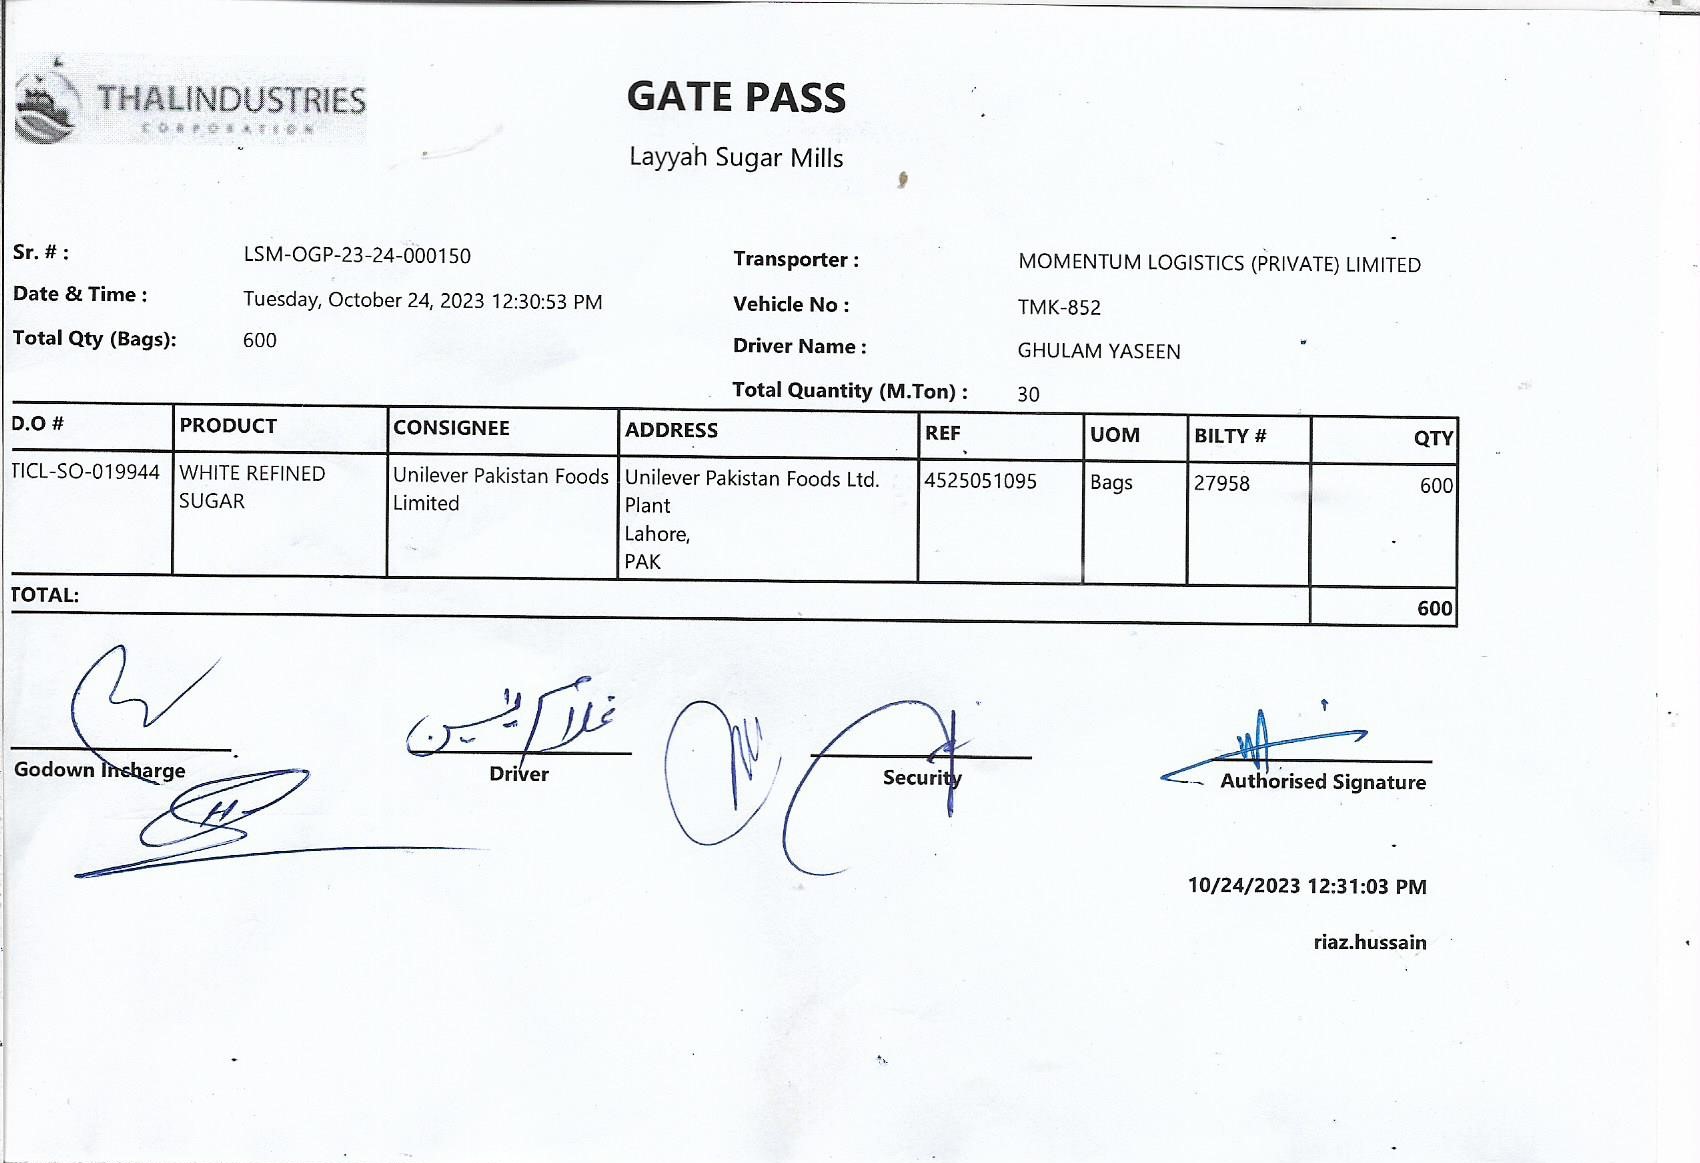 THALINDUSTRIES
CORPORATION
GATE PASS
Layyah Sugar Mills
Sr. # : LSM-OGP-23-24-000150
Date & Time : Tuesday, October 24, 2023 12:30:53 PM
Total Qty (Bags): 600
Transporter : MOMENTUM LOGISTICS (PRIVATE) LIMITED
Vehicle No : TMK-852
Driver Name : GHULAM YASEEN
Total Quantity (M.Ton) : 30
D.O # PRODUCT CONSIGNEE ADDRESS REF UOM BILTY # QTY
TICL-SO-019944 WHITE REFINED Unilever Pakistan Foods Unilever Pakistan Foods Ltd. 4525051095 Bags 27958 600
SUGAR Limited Plant
Lahore,
PAK
TOTAL: 600
غلام یسین
Godown Incharge Driver Security Authorised Signature
10/24/2023 12:31:03 PM
riaz.hussain